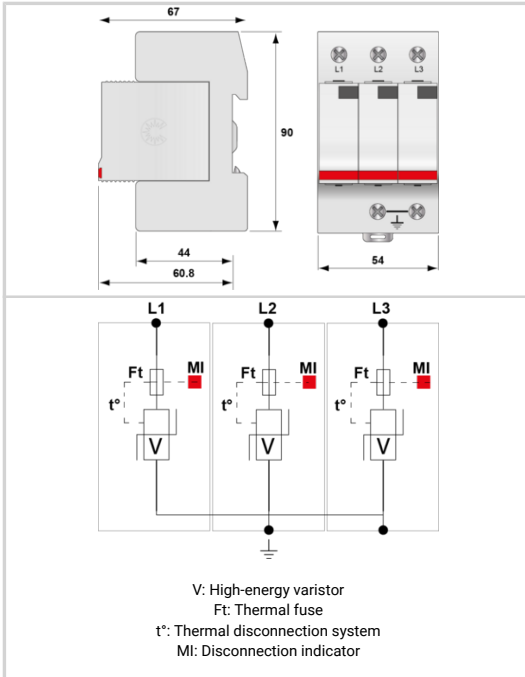 67
L1 L2 L3
90
44
60.8
54
L1 L2 L3
Ft MI Ft MI Ft MI
t° t° t°
V V V
V: High-energy varistor
Ft: Thermal fuse
t°: Thermal disconnection system
MI: Disconnection indicator